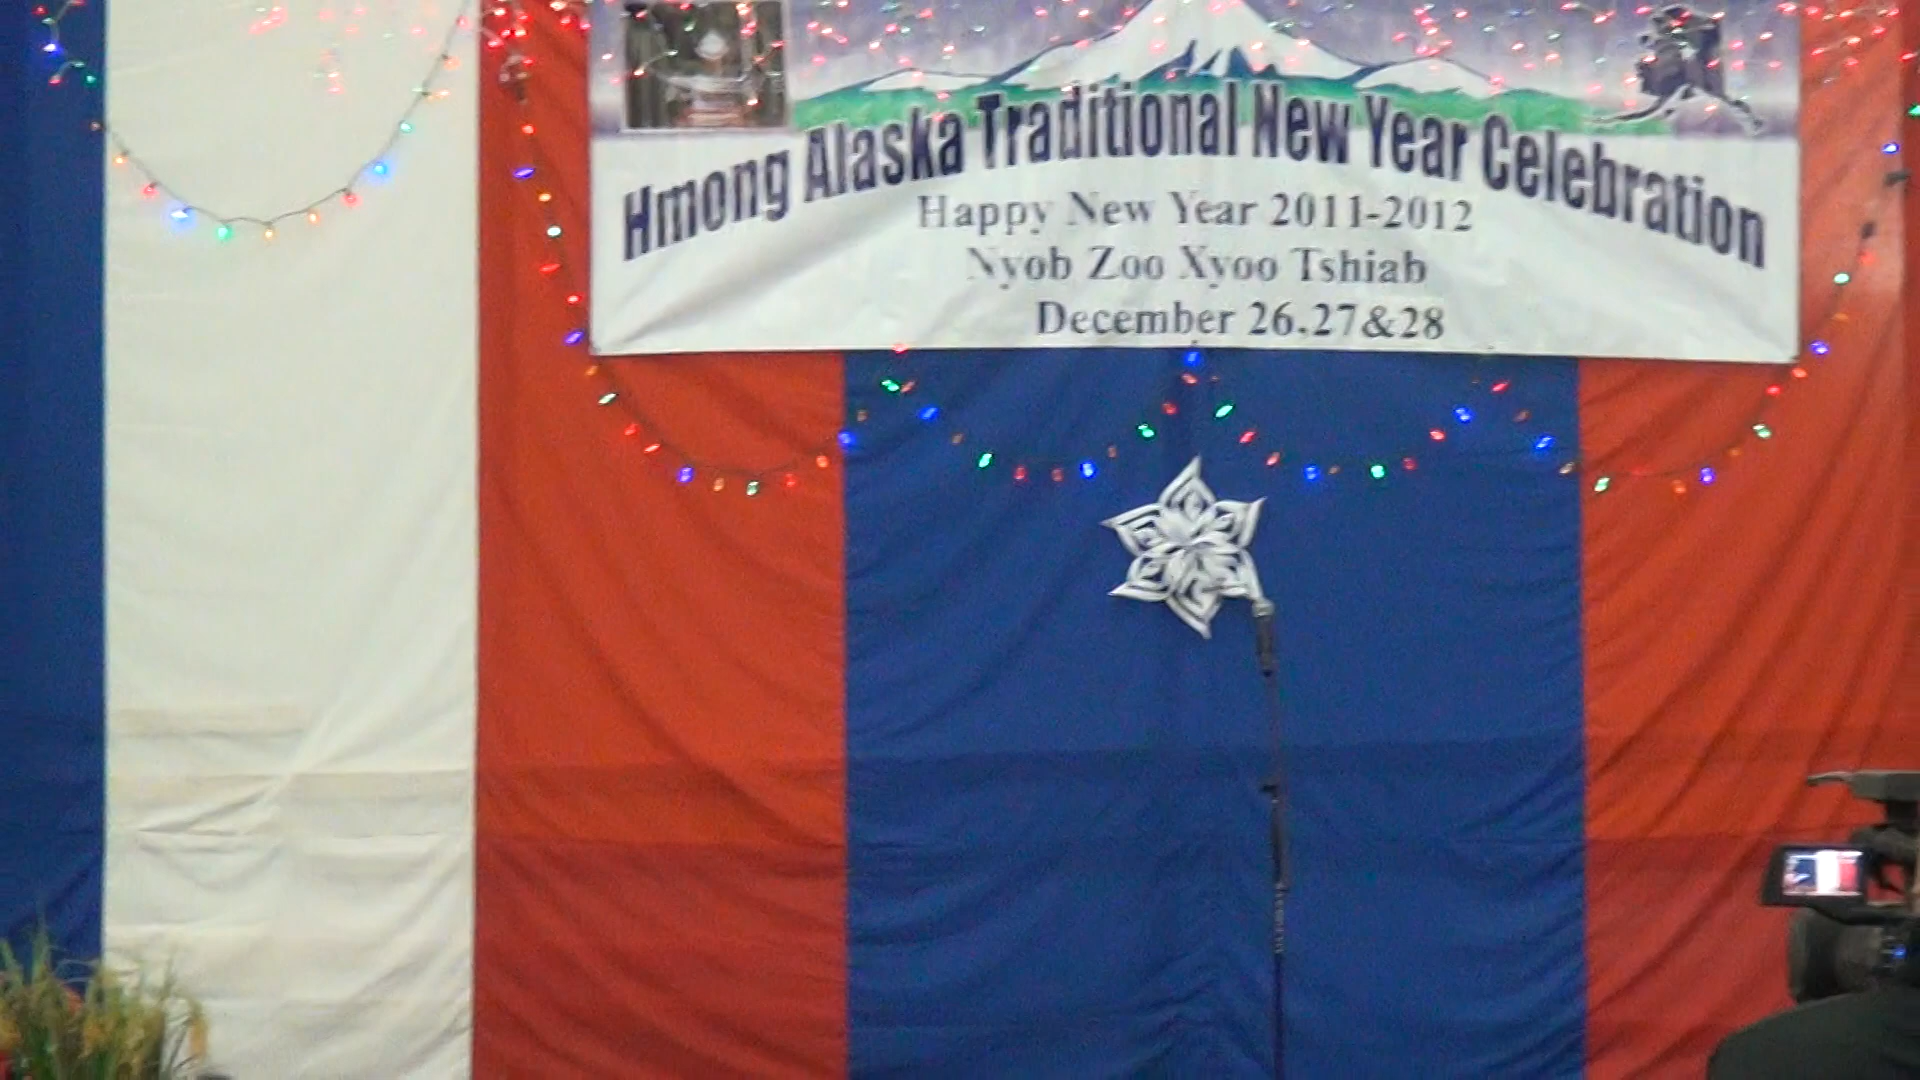 Hmong Alaska Traditional New Year Celebration
Happy New Year 2011-2012
Nyob Zoo Xyoo Tshiab
December 26.27&28